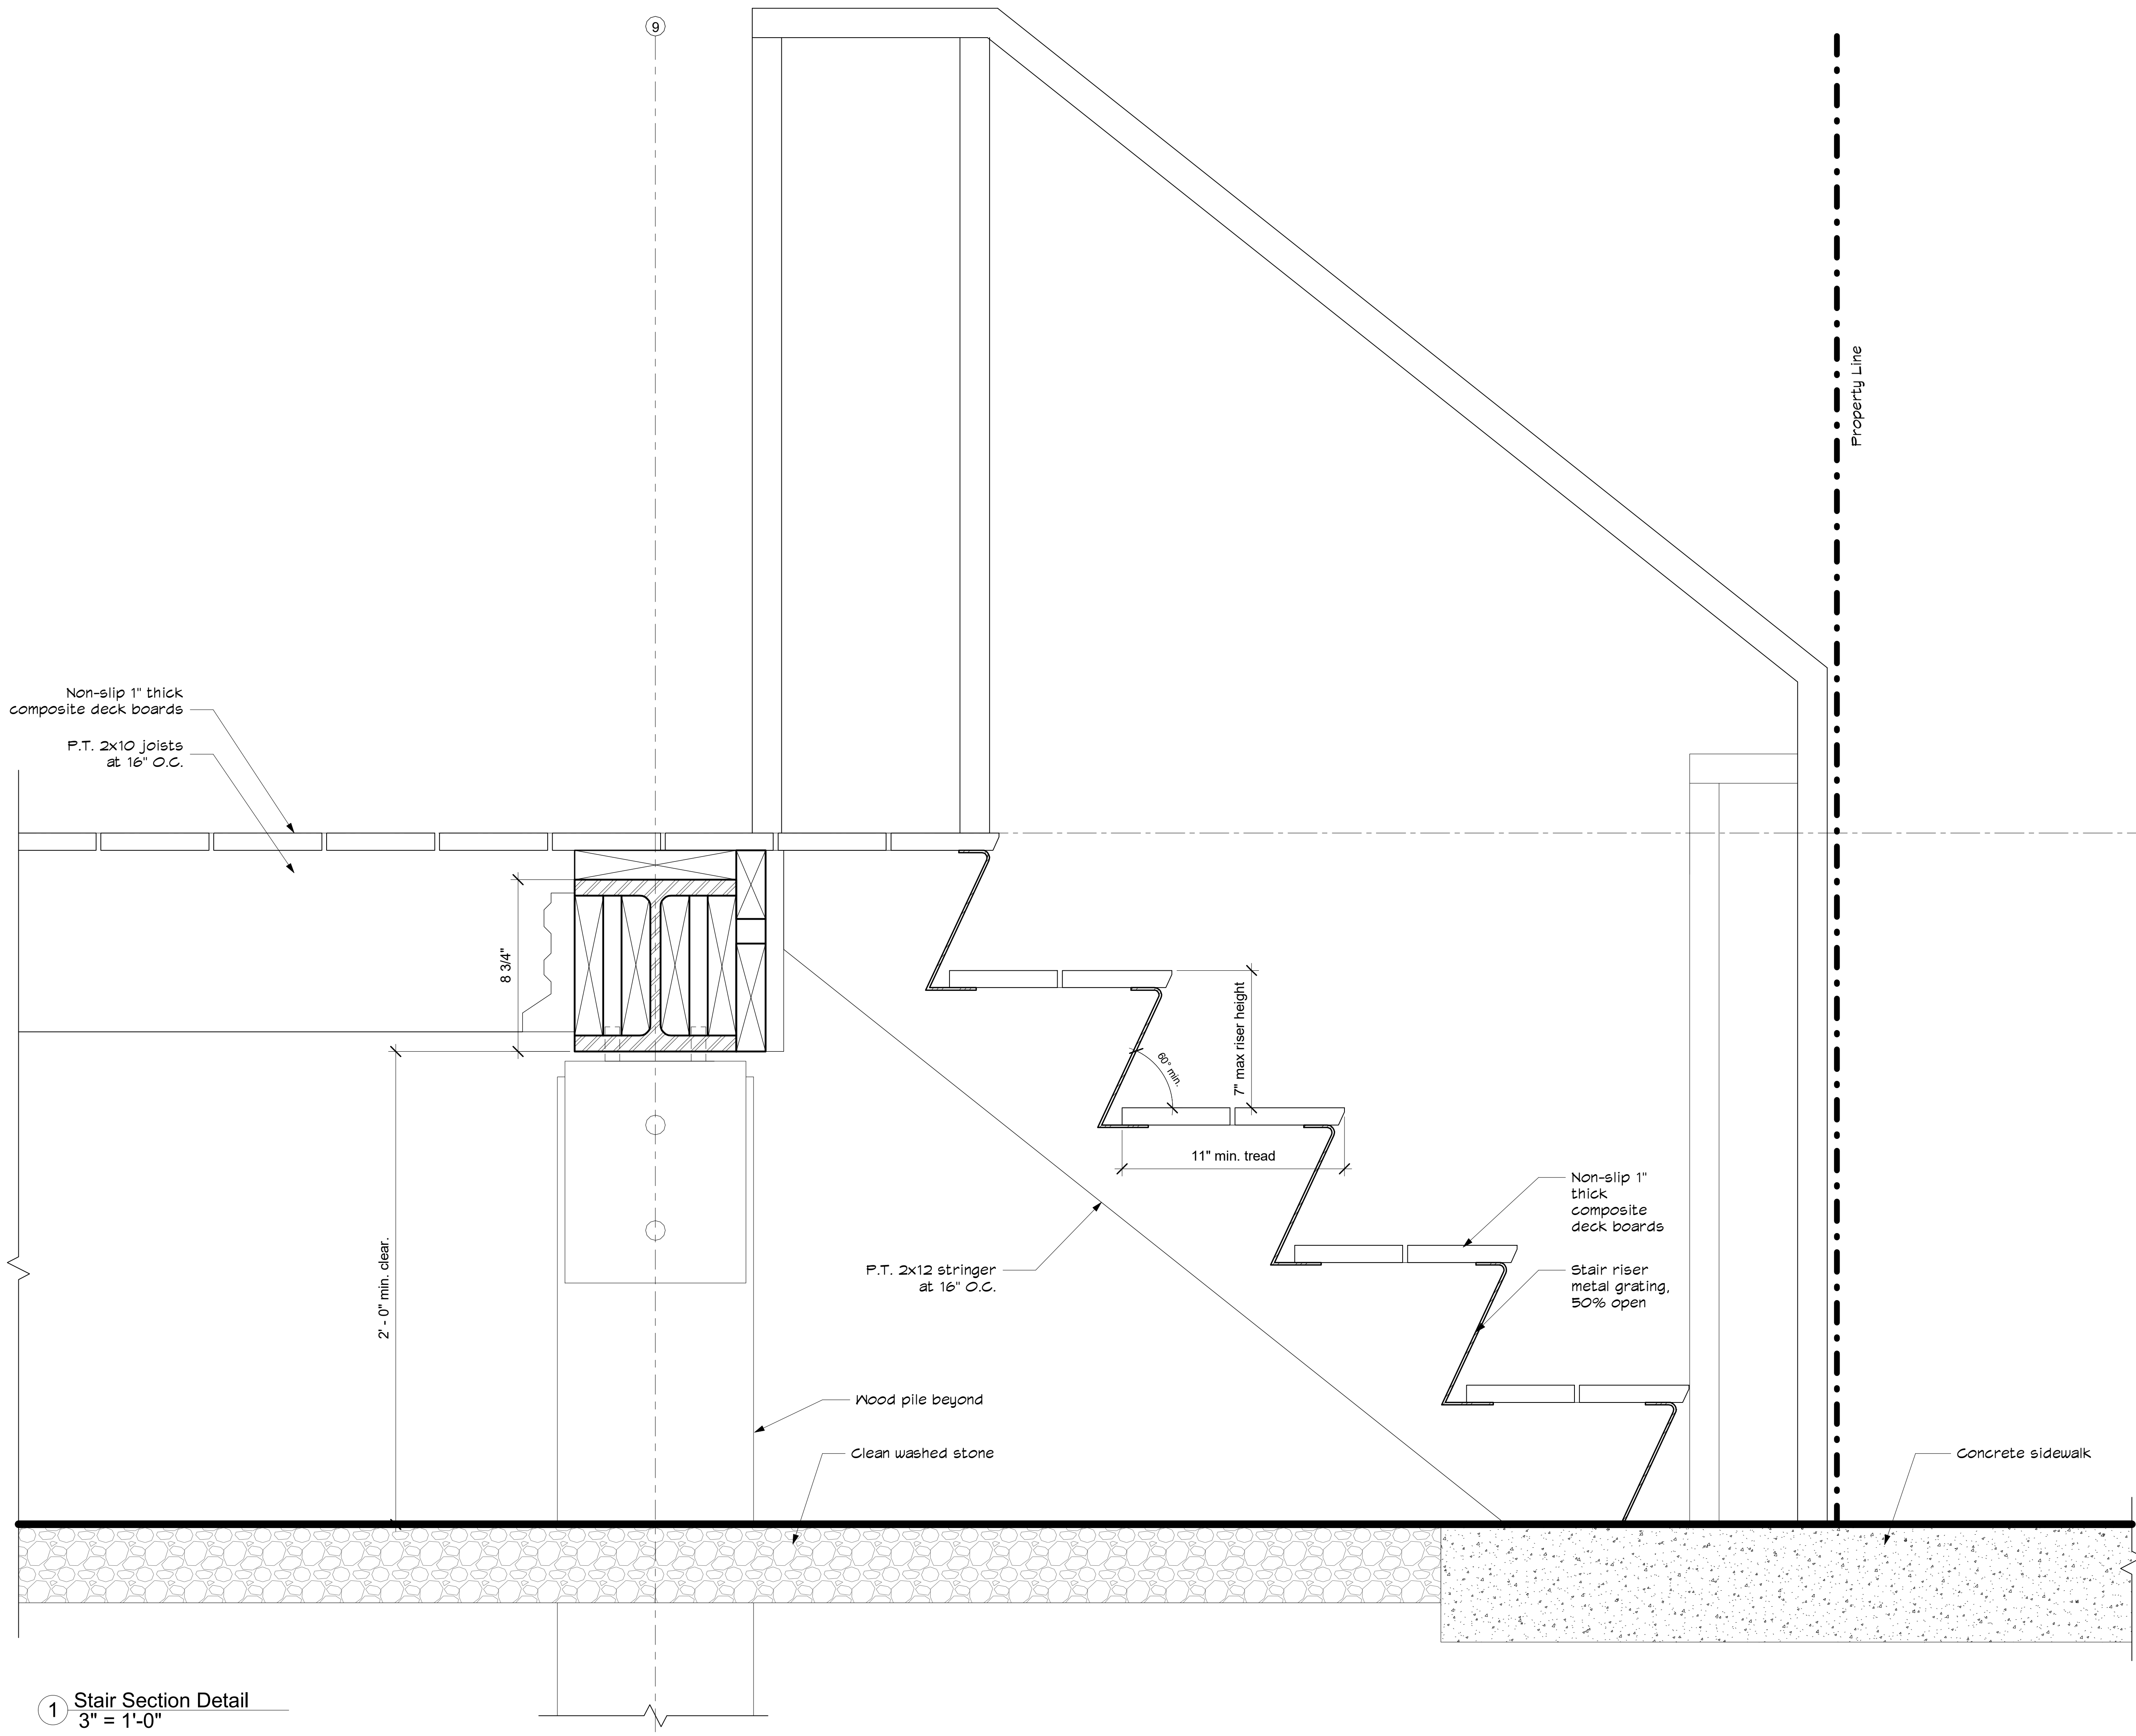 9
Property Line
Non-slip 1" thick
composite deck boards
P.T. 2x10 joists
at 16" O.C.
8 3/4"
7" max riser height
60° min.
11" min. tread
Non-slip 1"
thick
composite
deck boards
2' - 0" min. clear.
P.T. 2x12 stringer
at 16" O.C.
Stair riser
metal grating,
50% open
Wood pile beyond
Clean washed stone
Concrete sidewalk
1 Stair Section Detail
3" = 1'-0"